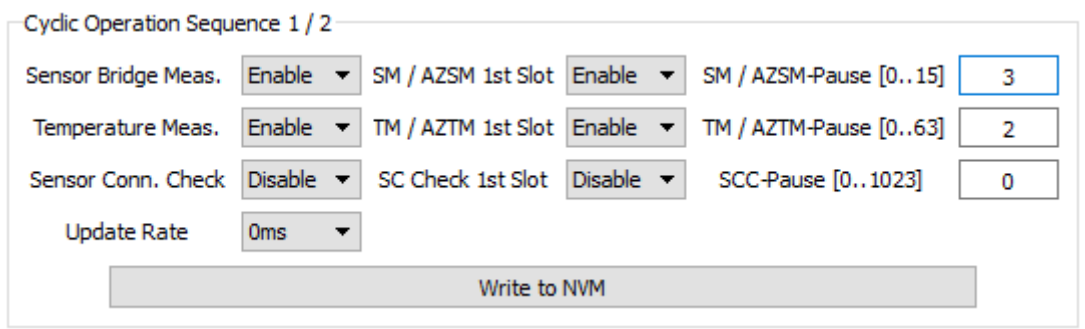 Cyclic Operation Sequence 1 / 2
Sensor Bridge Meas. Enable SM / AZSM 1st Slot Enable SM / AZSM-Pause [0..15] 3
Temperature Meas. Enable TM / AZTM 1st Slot Enable TM / AZTM-Pause [0..63] 2
Sensor Conn. Check Disable SC Check 1st Slot Disable SCC-Pause [0..1023] 0
Update Rate 0ms
Write to NVM